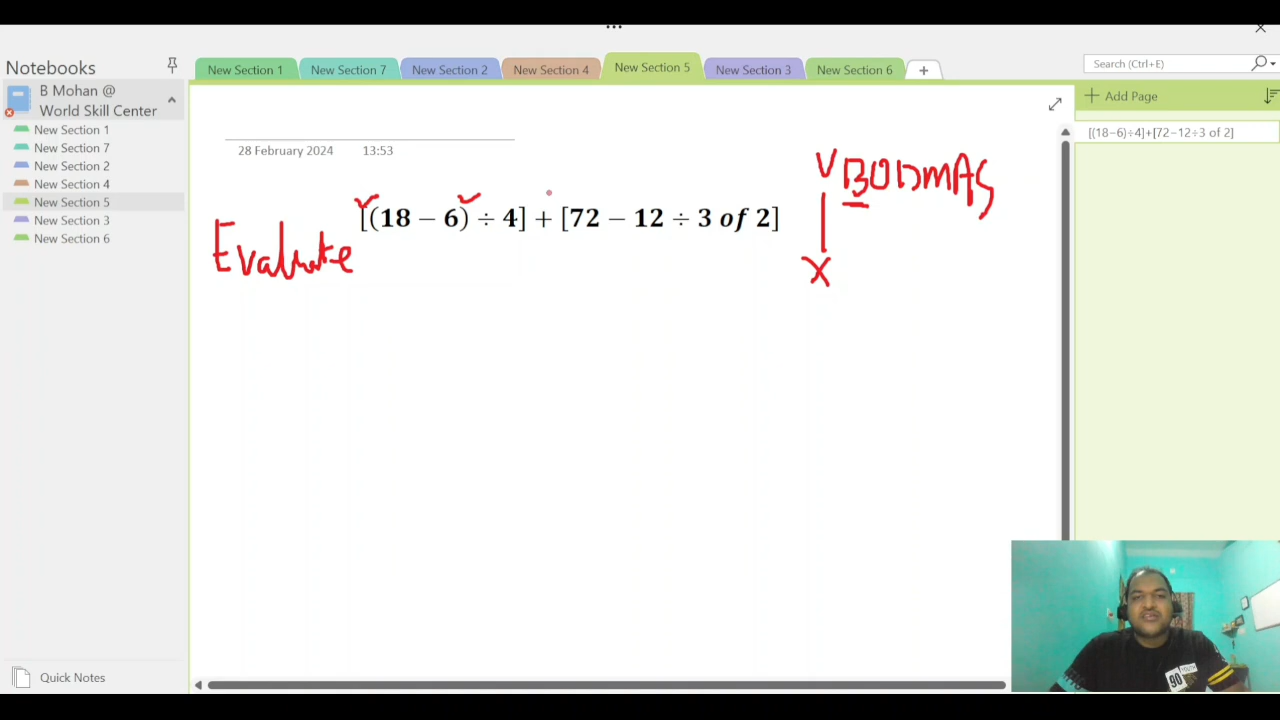 New Section 1
New Section 7
New Section 2
New Section 4
New Section 5
New Section 3
New Section 6
Search (Ctrl+E)
Notebooks
B Mohan @
World Skill Center
New Section 1
New Section 7
New Section 2
New Section 4
New Section 5
New Section 3
New Section 6
Add Page
[(18−6)÷4]+[72−12÷3 of 2]
28 February 2024 13:53
V BODMAS
|
X
Evaluate [(18 − 6) ÷ 4] + [72 − 12 ÷ 3 of 2]
Quick Notes
90